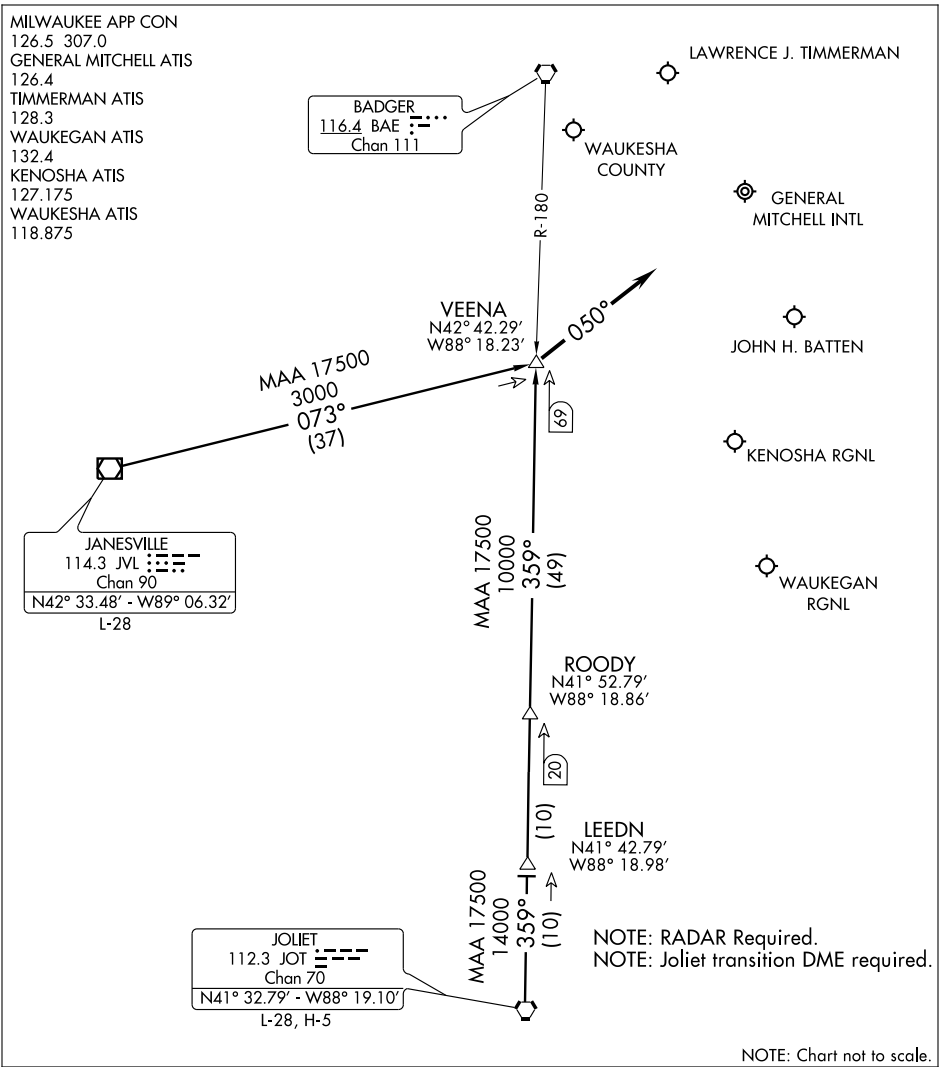 MILWAUKEE APP CON
126.5 307.0
GENERAL MITCHELL ATIS
126.4
TIMMERMAN ATIS
128.3
WAUKEGAN ATIS
132.4
KENOSHA ATIS
127.175
WAUKESHA ATIS
118.875
LAWRENCE J. TIMMERMAN
BADGER
116.4 BAE
Chan 111
WAUKESHA
COUNTY
GENERAL
MITCHELL INTL
R-180
VEENA
N42° 42.29'
W88° 18.23'
050°
JOHN H. BATTEN
MAA 17500
3000
073°
(37)
69
KENOSHA RGNL
JANESVILLE
114.3 JVL
Chan 90
N42° 33.48' - W89° 06.32'
L-28
MAA 17500
10000
359°
(49)
WAUKEGAN
RGNL
ROODY
N41° 52.79'
W88° 18.86'
20
(10)
LEEDN
N41° 42.79'
W88° 18.98'
MAA 17500
14000
359°
(10)
JOLIET
112.3 JOT
Chan 70
N41° 32.79' - W88° 19.10'
L-28, H-5
NOTE: RADAR Required.
NOTE: Joliet transition DME required.
NOTE: Chart not to scale.